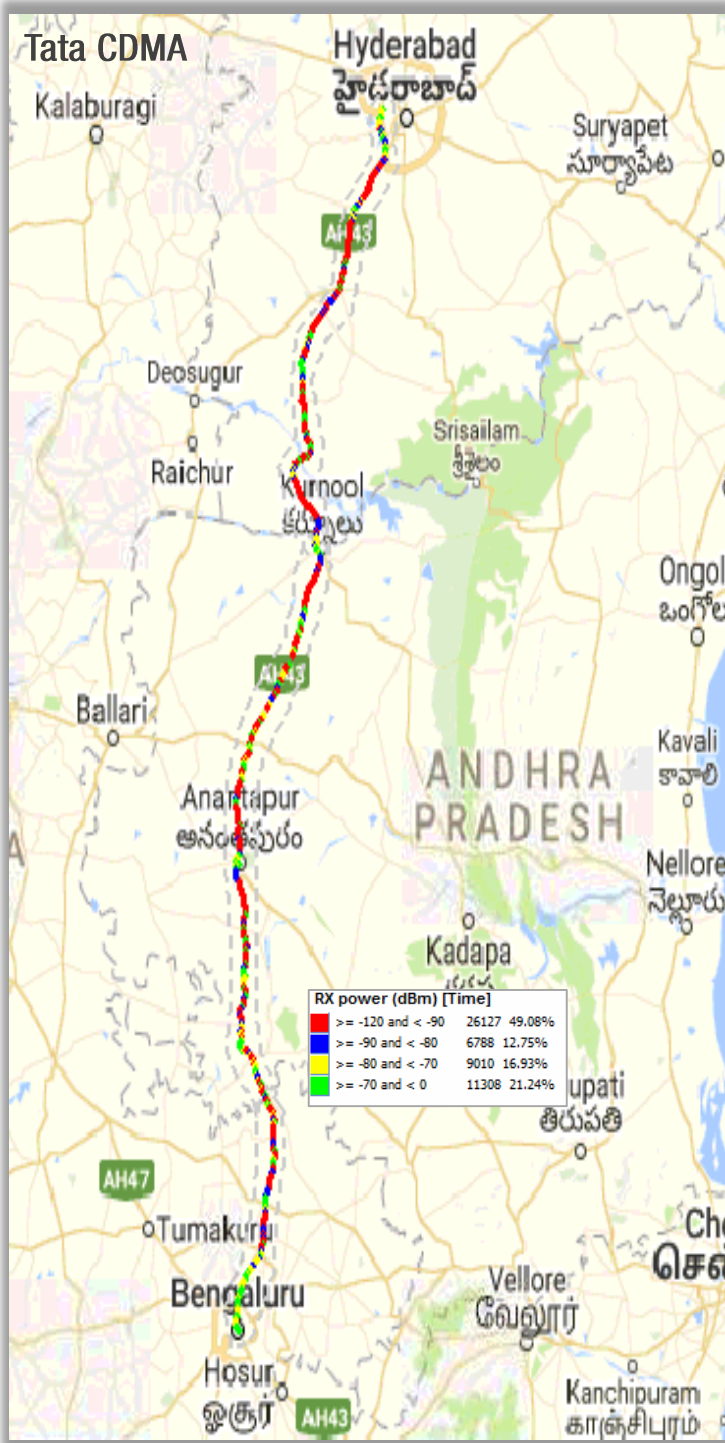 Tata CDMA
Hyderabad
హైదరాబాద్
Kalaburagi
Suryapet
సూర్యాపేట
AH43
Deosugur
Srisailam
శ్రీశైలం
Raichur
Kurnool
కర్నూలు
Ongol
ఒంగోల
AH43
Ballari
Kavali
కావాలి
ANDHRA
PRADESH
Anantapur
అనంతపురం
Nellore
నెల్లూరు
Kadapa
RX power (dBm) [Time]
>= -120 and < -90 26127 49.08%
>= -90 and < -80 6788 12.75%
>= -80 and < -70 9010 16.93%
>= -70 and < 0 11308 21.24%
upati
తిరుపతి
AH47
Tumakuru
Che
சென்
Bengaluru
Vellore
வேலூர்
Hosur
ஓசூர்
AH43
Kanchipuram
காஞ்சிபுரம்